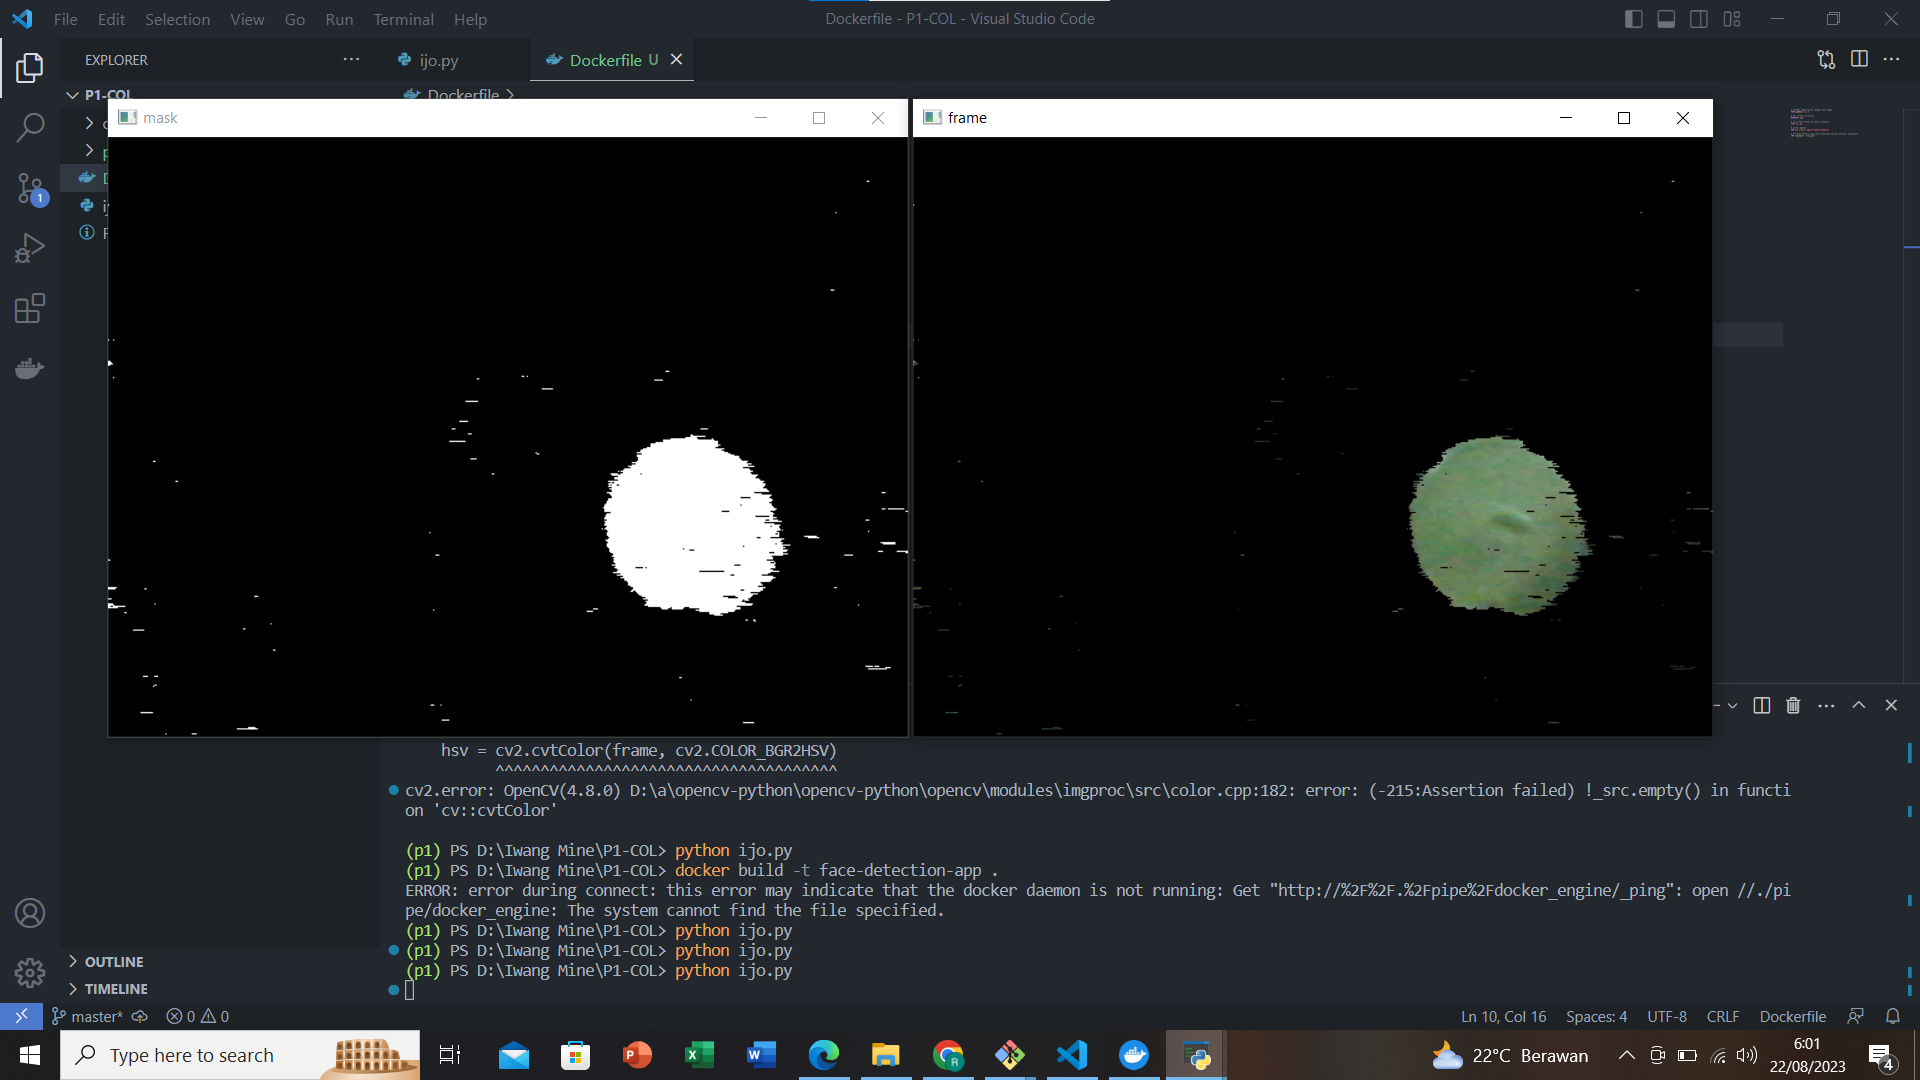 File Edit Selection View Go Run Terminal Help
Dockerfile - P1-COL - Visual Studio Code
EXPLORER
ijo.py
Dockerfile U
P1-COL
Dockerfile
mask
frame
1
hsv = cv2.cvtColor(frame, cv2.COLOR_BGR2HSV)
^^^^^^^^^^^^^^^^^^^^^^^^^^^^^^^^^^^^^^
cv2.error: OpenCV(4.8.0) D:\a\opencv-python\opencv-python\opencv\modules\imgproc\src\color.cpp:182: error: (-215:Assertion failed) !_src.empty() in functi
on 'cv::cvtColor'
(p1) PS D:\Iwang Mine\P1-COL> python ijo.py
(p1) PS D:\Iwang Mine\P1-COL> docker build -t face-detection-app .
ERROR: error during connect: this error may indicate that the docker daemon is not running: Get "http://%2F%2F.%2Fpipe%2Fdocker_engine/_ping": open //./pi
pe/docker_engine: The system cannot find the file specified.
(p1) PS D:\Iwang Mine\P1-COL> python ijo.py
(p1) PS D:\Iwang Mine\P1-COL> python ijo.py
(p1) PS D:\Iwang Mine\P1-COL> python ijo.py
OUTLINE
TIMELINE
master* 0 0
Ln 10, Col 16 Spaces: 4 UTF-8 CRLF Dockerfile
Type here to search
22°C Berawan
6:01
22/08/2023
4